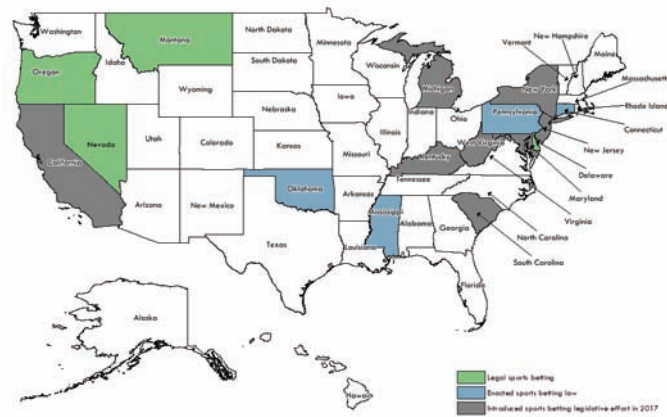 Washington
Montana
North Dakota
Minnesota
Vermont
New Hampshire
Maine
Oregon
Idaho
South Dakota
Wisconsin
Michigan
New York
Massachusetts
Wyoming
Iowa
Rhode Island
Nebraska
Pennsylvania
Connecticut
Nevada
Utah
Colorado
Illinois
Indiana
Ohio
New Jersey
California
Kansas
Missouri
Kentucky
West Virginia
Delaware
Maryland
Virginia
Arizona
New Mexico
Oklahoma
Arkansas
Tennessee
North Carolina
South Carolina
Texas
Louisiana
Mississippi
Alabama
Georgia
Florida
Alaska
Hawaii
Legal sports betting
Enacted sports betting law
Introduced sports betting legislative effort in 2017